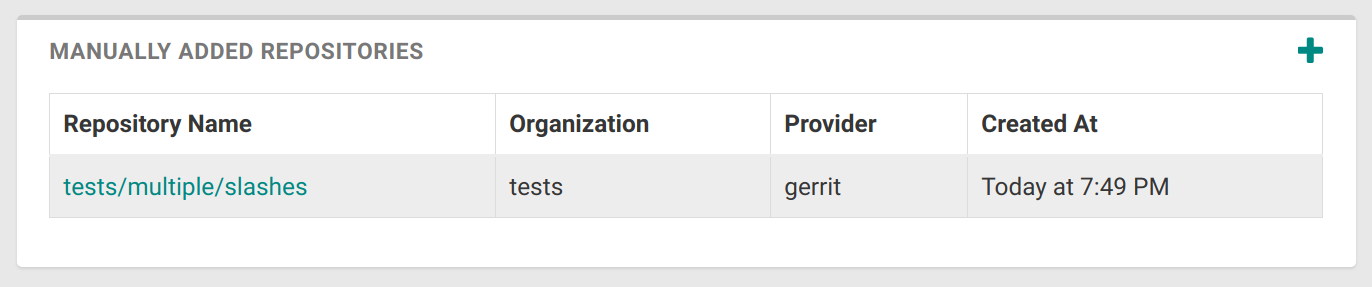 MANUALLY ADDED REPOSITORIES
Repository Name Organization Provider Created At
tests/multiple/slashes tests gerrit Today at 7:49 PM